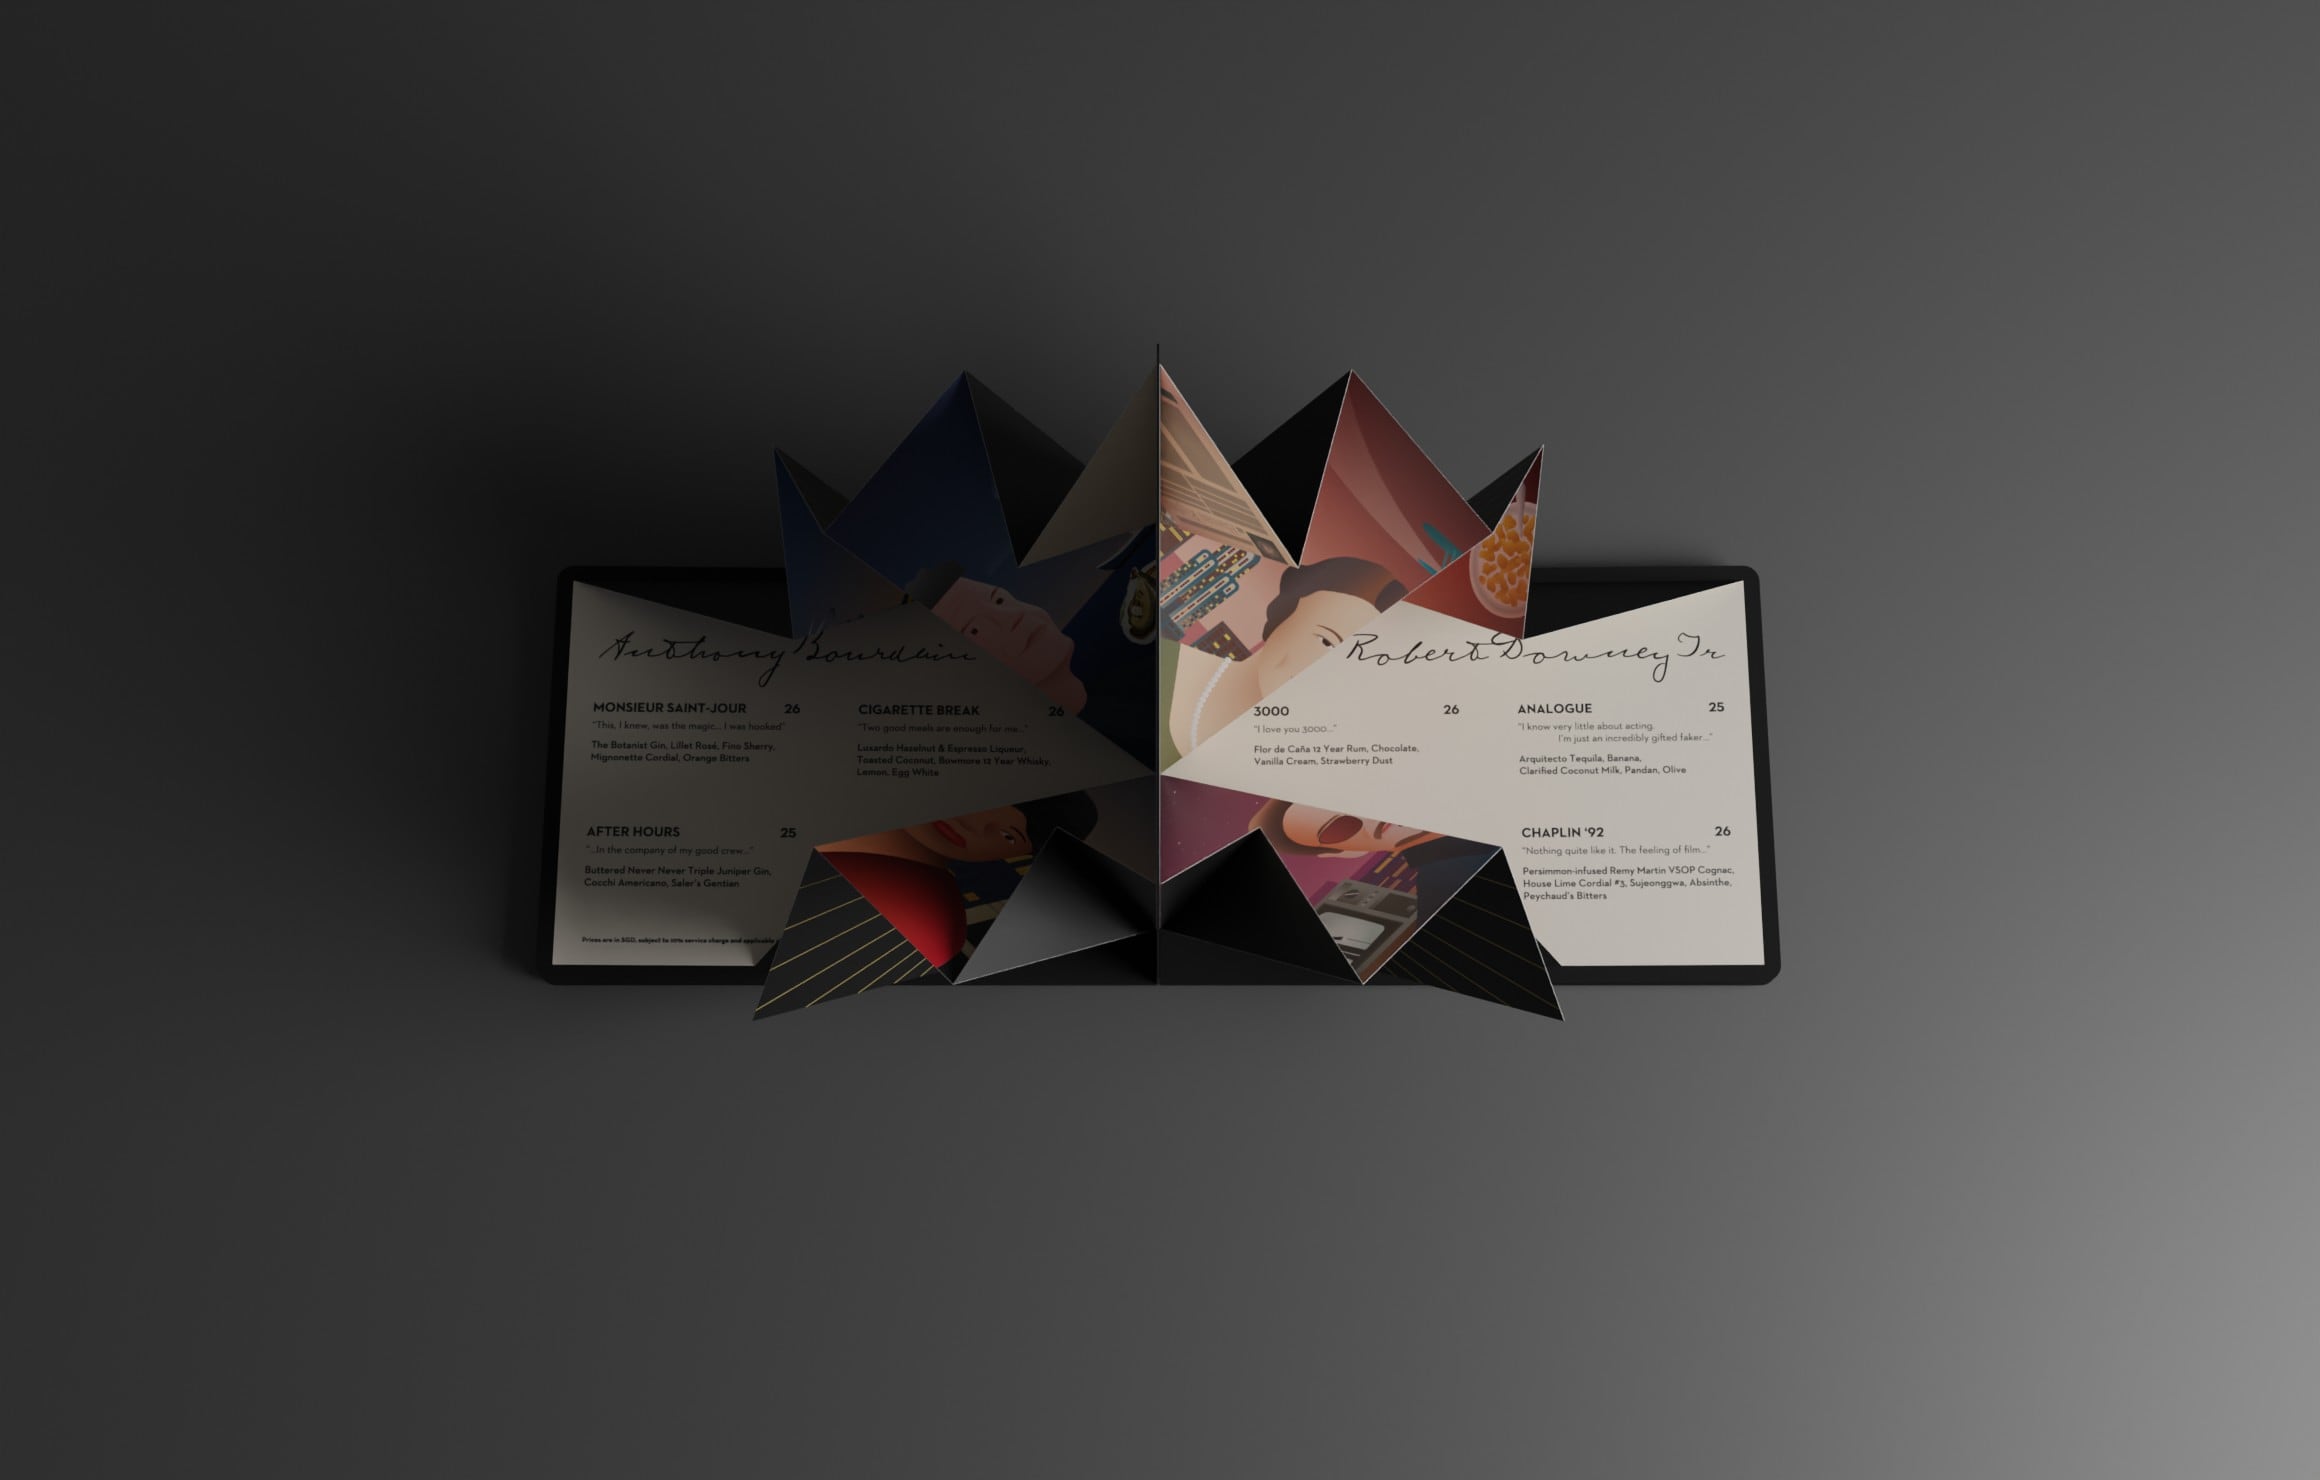 Anthony Bourdain
MONSIEUR SAINT-JOUR 26
"This, I knew, was the magic... I was hooked"
The Botanist Gin, Lillet Rosé, Fino Sherry,
Mignonette Cordial, Orange Bitters
CIGARETTE BREAK 26
"Two good meals are enough for me..."
Luxardo Hazelnut & Espresso Liqueur,
Toasted Coconut, Bowmore 12 Year Whisky,
Lemon, Egg White
AFTER HOURS 25
"...In the company of my good crew..."
Buttered Never Never Triple Juniper Gin,
Cocchi Americano, Saler's Gentian
Prices are in SGD, subject to 10% service charge and applicable
Robert Downey Jr
3000 26
"I love you 3000..."
Flor de Caña 12 Year Rum, Chocolate,
Vanilla Cream, Strawberry Dust
ANALOGUE 25
"I know very little about acting.
I'm just an incredibly gifted faker..."
Arquitecto Tequila, Banana,
Clarified Coconut Milk, Pandan, Olive
CHAPLIN '92 26
"Nothing quite like it. The feeling of film..."
Persimmon-infused Remy Martin VSOP Cognac,
House Lime Cordial #3, Sujeonggwa, Absinthe,
Peychaud's Bitters